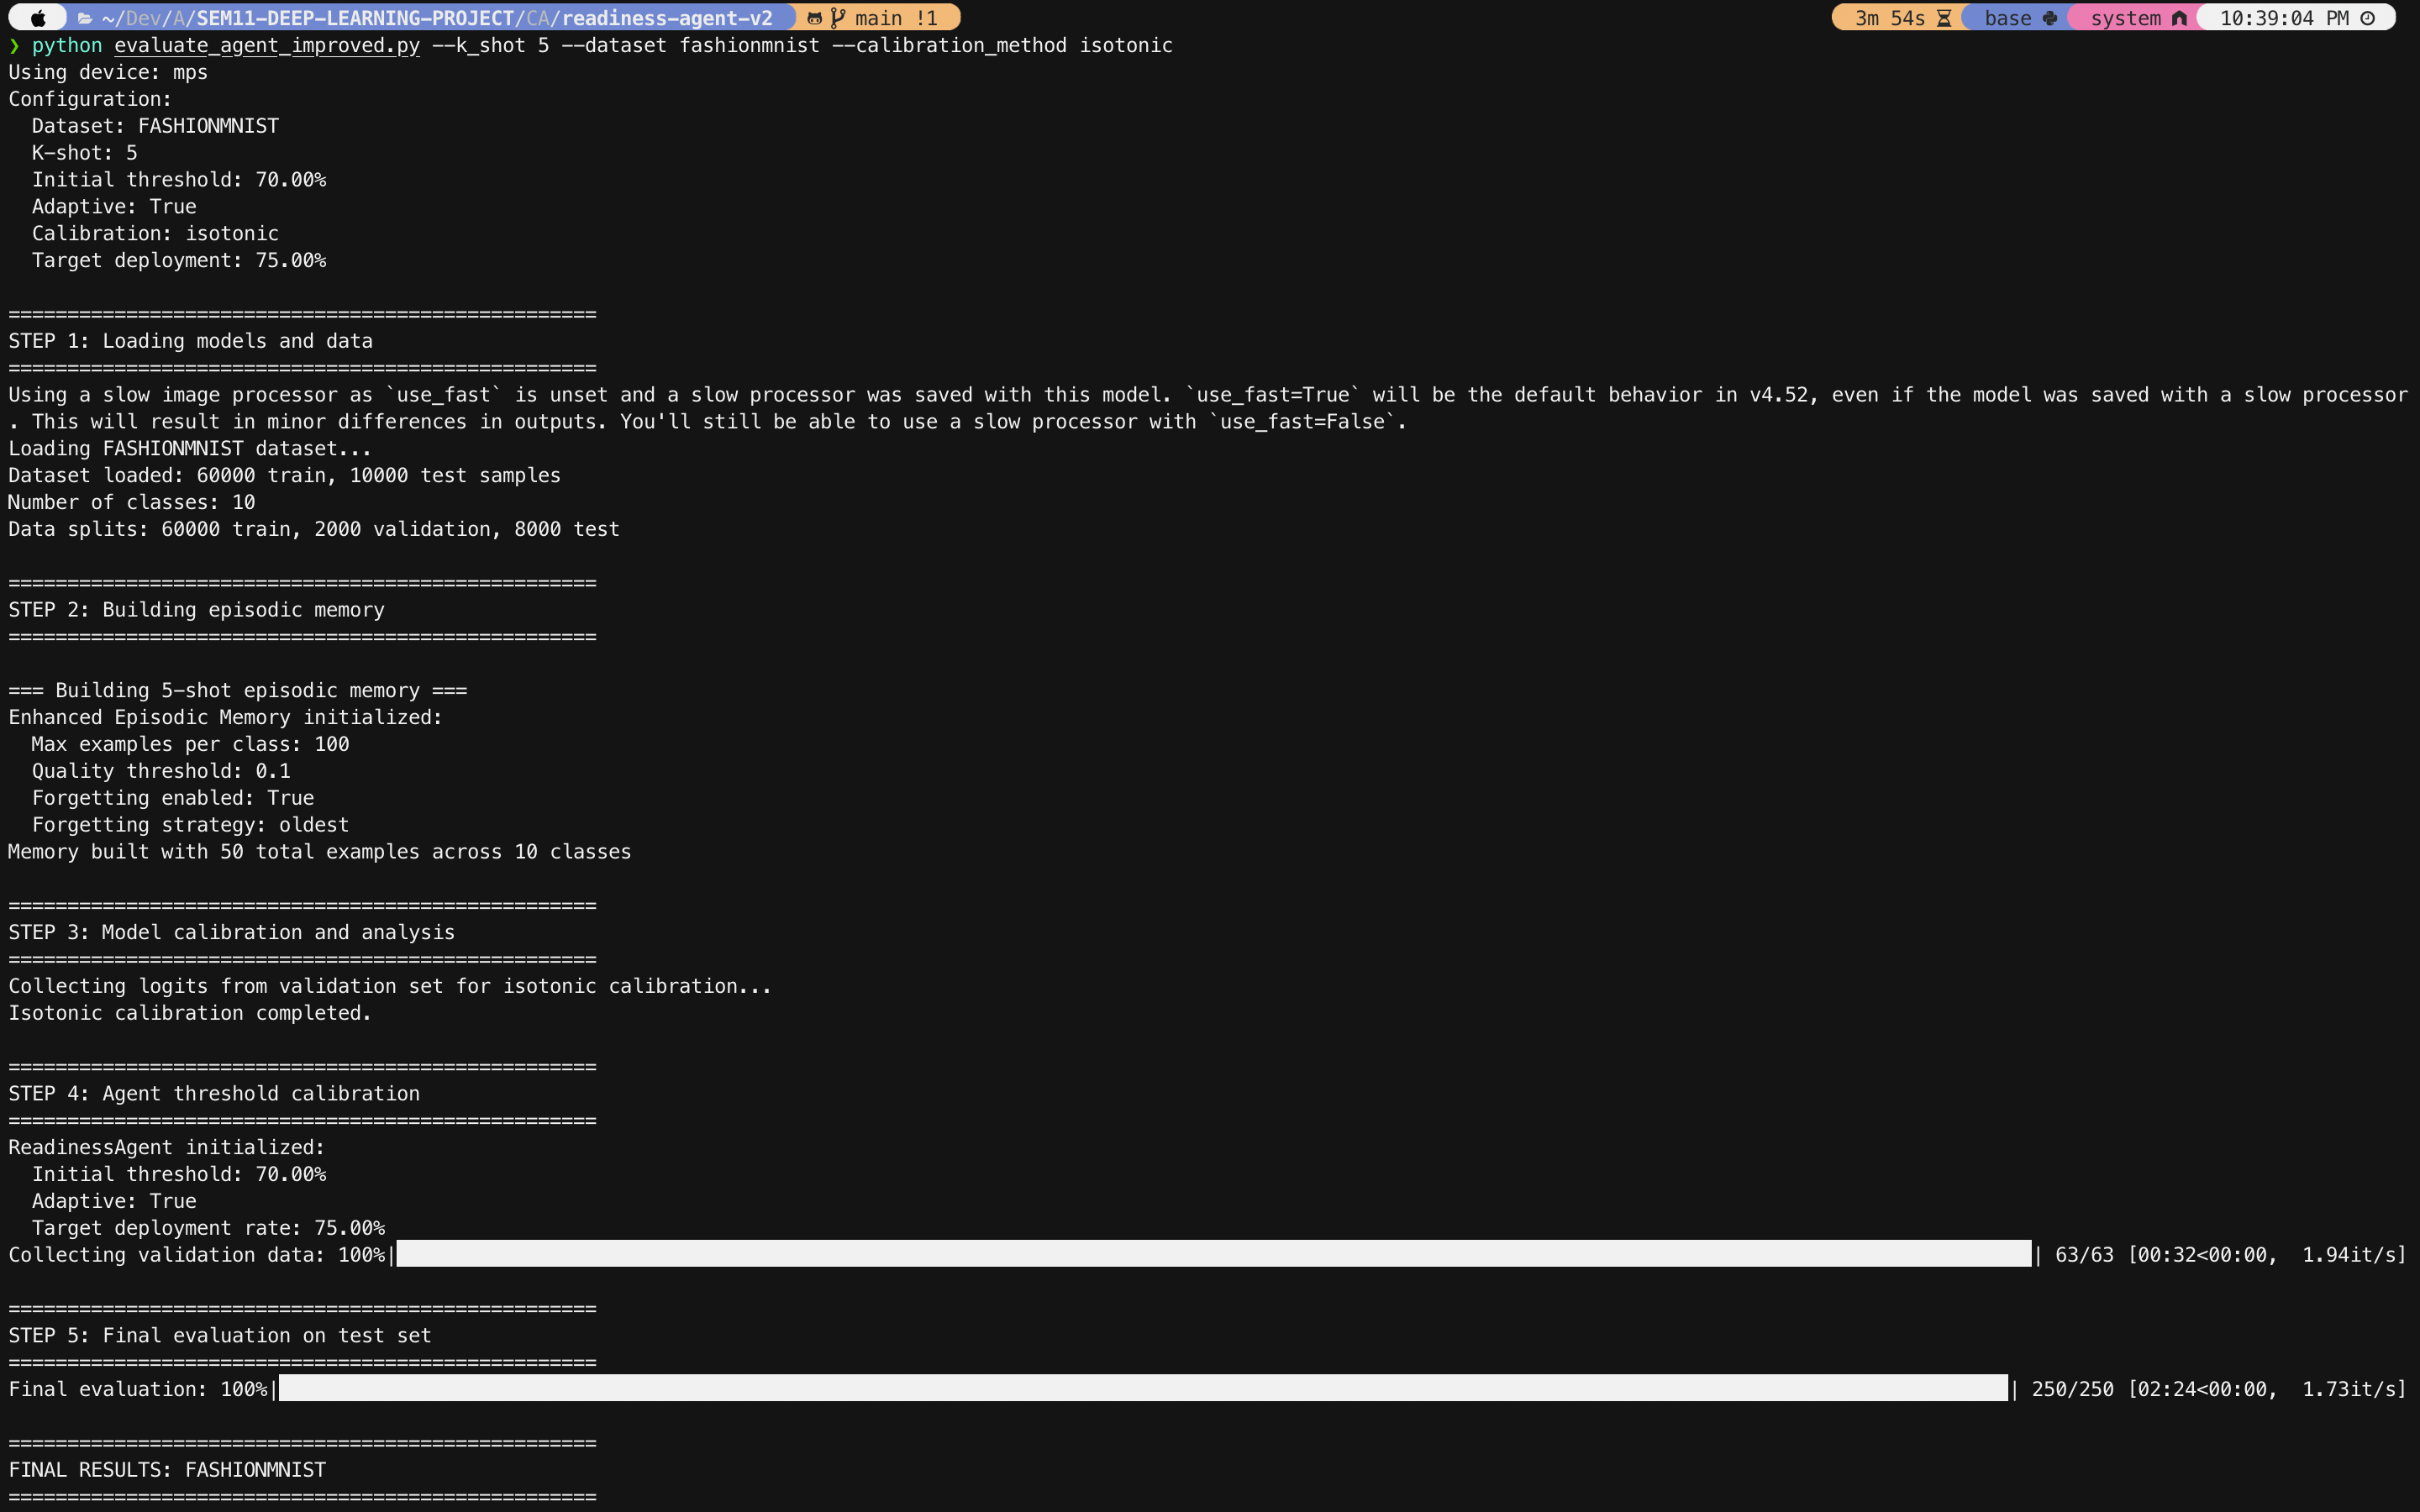 ~/Dev/A/SEM11-DEEP-LEARNING-PROJECT/CA/readiness-agent-v2 main !1 3m 54s base system 10:39:04 PM
❯ python evaluate_agent_improved.py --k_shot 5 --dataset fashionmnist --calibration_method isotonic
Using device: mps
Configuration:
  Dataset: FASHIONMNIST
  K-shot: 5
  Initial threshold: 70.00%
  Adaptive: True
  Calibration: isotonic
  Target deployment: 75.00%
==================================================
STEP 1: Loading models and data
==================================================
Using a slow image processor as `use_fast` is unset and a slow processor was saved with this model. `use_fast=True` will be the default behavior in v4.52, even if the model was saved with a slow processor
. This will result in minor differences in outputs. You'll still be able to use a slow processor with `use_fast=False`.
Loading FASHIONMNIST dataset...
Dataset loaded: 60000 train, 10000 test samples
Number of classes: 10
Data splits: 60000 train, 2000 validation, 8000 test
==================================================
STEP 2: Building episodic memory
==================================================
=== Building 5-shot episodic memory ===
Enhanced Episodic Memory initialized:
  Max examples per class: 100
  Quality threshold: 0.1
  Forgetting enabled: True
  Forgetting strategy: oldest
Memory built with 50 total examples across 10 classes
==================================================
STEP 3: Model calibration and analysis
==================================================
Collecting logits from validation set for isotonic calibration...
Isotonic calibration completed.
==================================================
STEP 4: Agent threshold calibration
==================================================
ReadinessAgent initialized:
  Initial threshold: 70.00%
  Adaptive: True
  Target deployment rate: 75.00%
Collecting validation data: 100%| | 63/63 [00:32<00:00,  1.94it/s]
==================================================
STEP 5: Final evaluation on test set
==================================================
Final evaluation: 100%| | 250/250 [02:24<00:00,  1.73it/s]
==================================================
FINAL RESULTS: FASHIONMNIST
==================================================